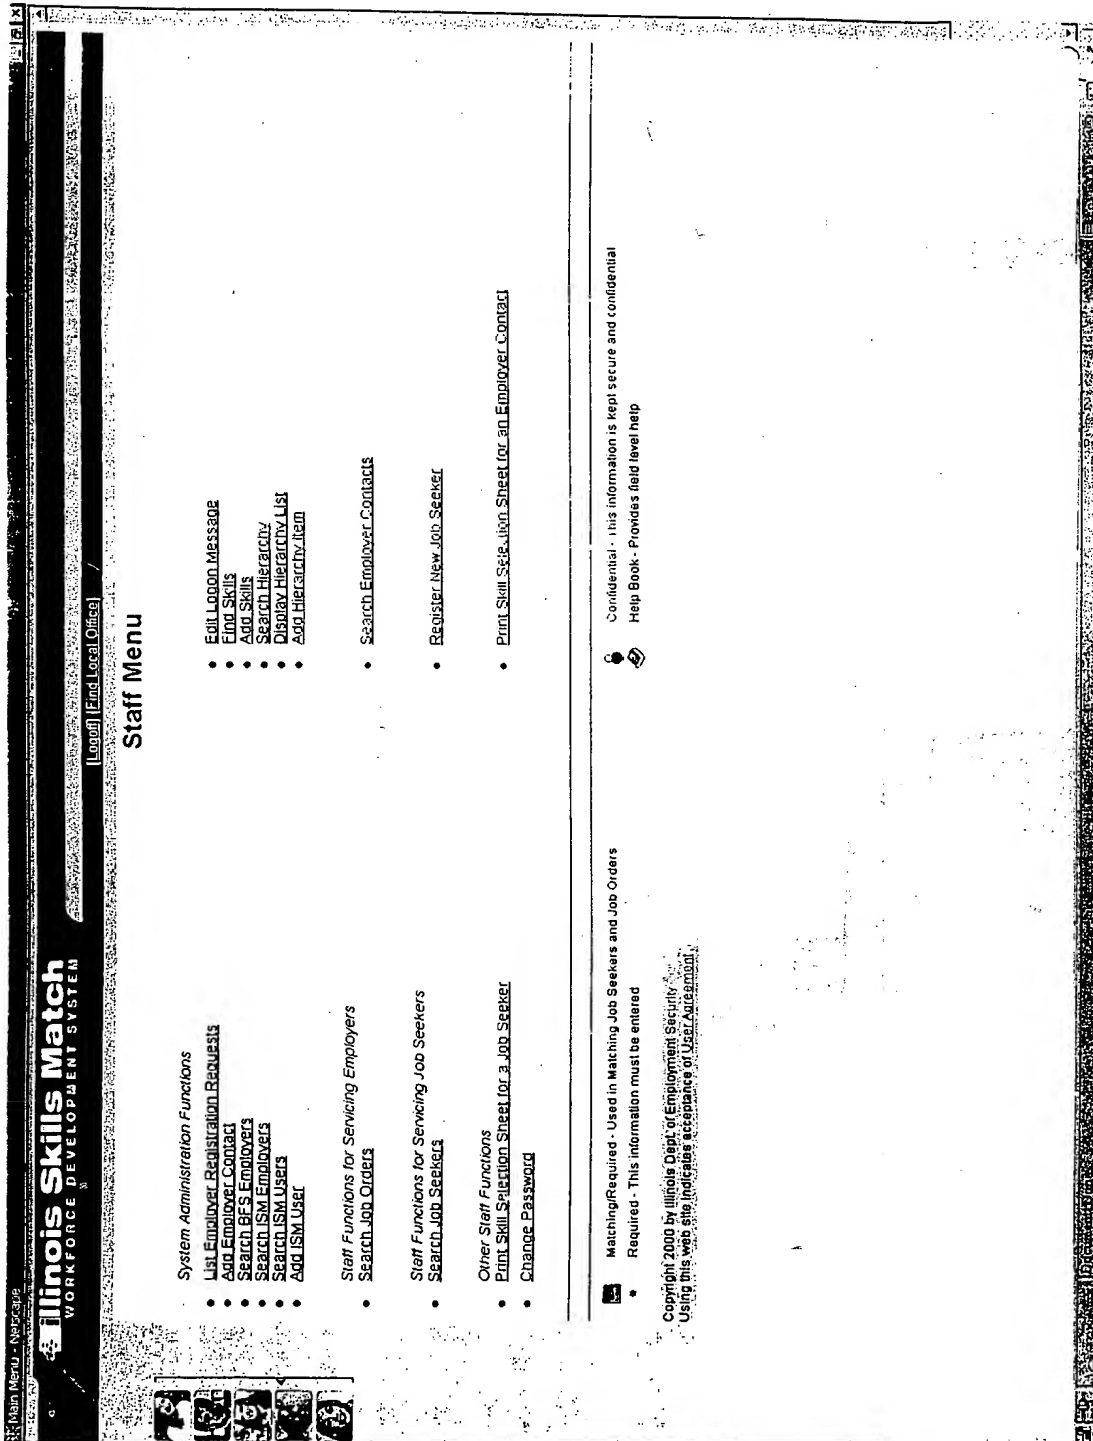 Main Menu - Netscape
Illinois Skills Match
WORKFORCE DEVELOPMENT SYSTEM
[Logoff] [Find Local Office]
Staff Menu
System Administration Functions
• List Employer Registration Requests
• Add Employer Contact
• Search BFS Employers
• Search ISM Employers
• Search ISM Users
• Add ISM User
• Edit Logon Message
• Find Skills
• Add Skills
• Search Hierarchy
• Display Hierarchy List
• Add Hierarchy Item
Staff Functions for Servicing Employers
• Search Job Orders
• Search Employer Contacts
Staff Functions for Servicing Job Seekers
• Search Job Seekers
• Register New Job Seeker
Other Staff Functions
• Print Skill Selection Sheet for a Job Seeker
• Change Password
• Print Skill Selection Sheet for an Employer Contact
Matching/Required - Used in Matching Job Seekers and Job Orders
• Required - This information must be entered
Confidential - This information is kept secure and confidential
Help Book - Provides field level help
Copyright 2000 by Illinois Dept. of Employment Security
Using this web site indicates acceptance of User Agreement